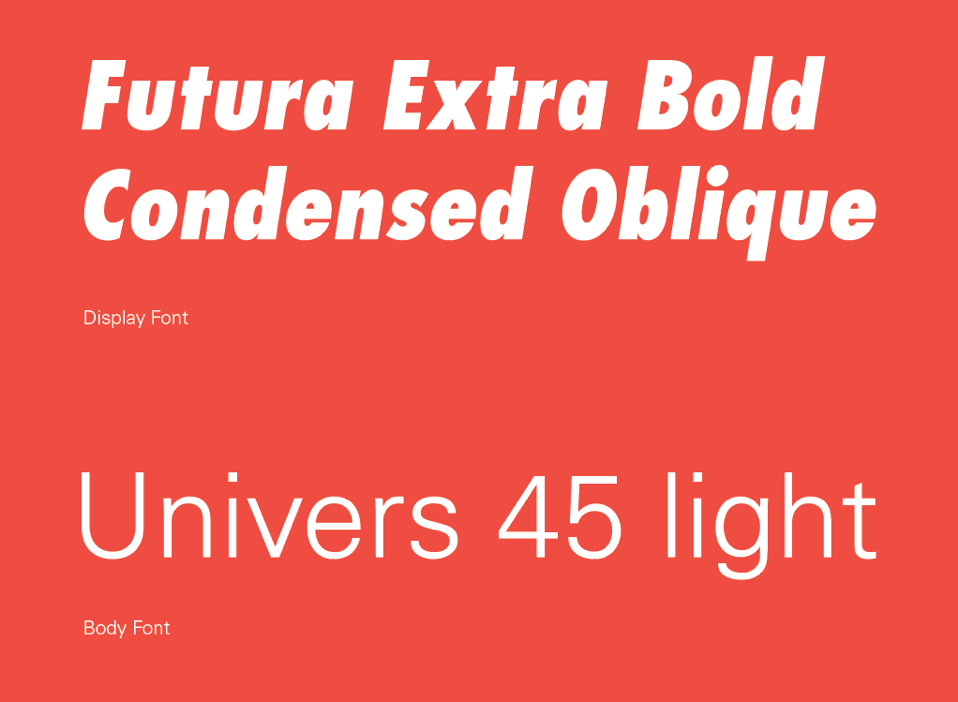 Futura Extra Bold
Condensed Oblique
Display Font
Univers 45 light
Body Font